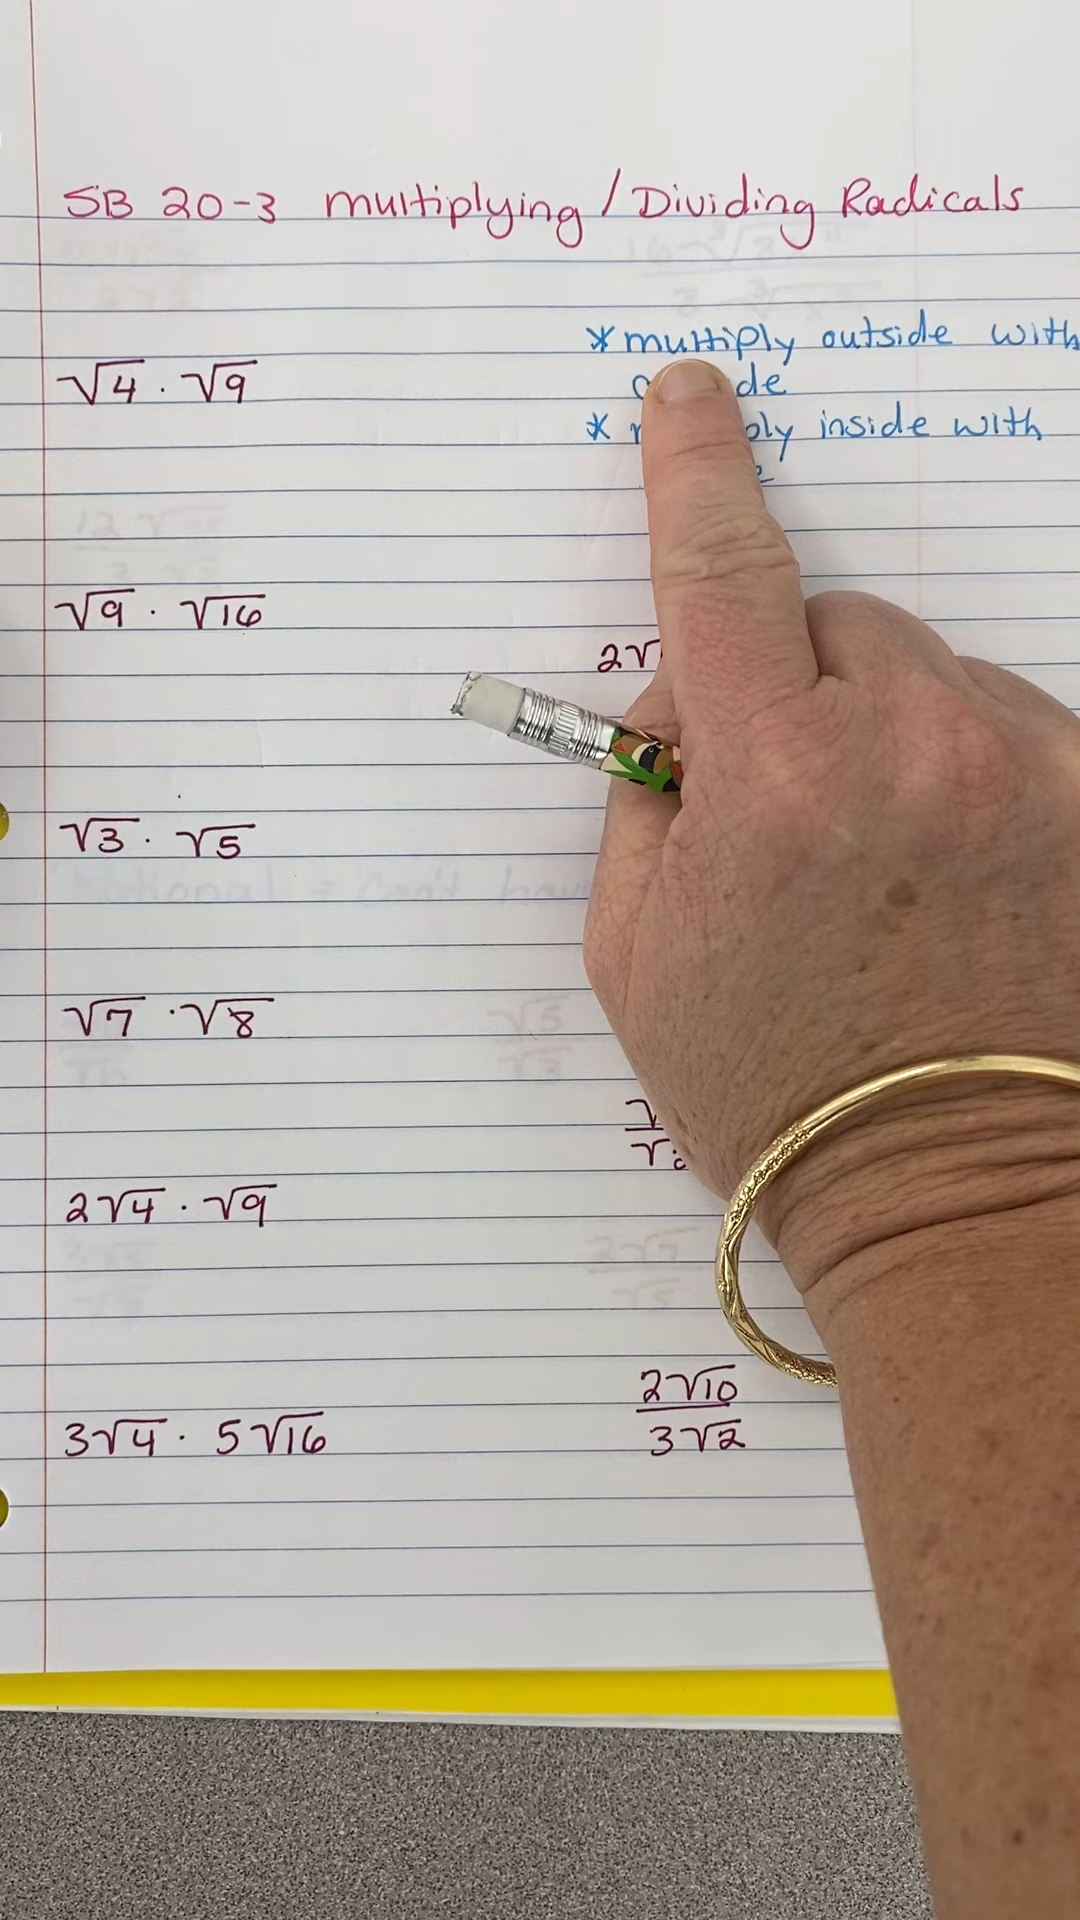 SB 20-3 multiplying / Dividing Radicals
* multiply outside with
de
* ply inside with
√4 · √9
√9 · √16
2√
√3 · √5
√7 · √8
2√4 · √9
3√4 · 5√16
2√10
3√2